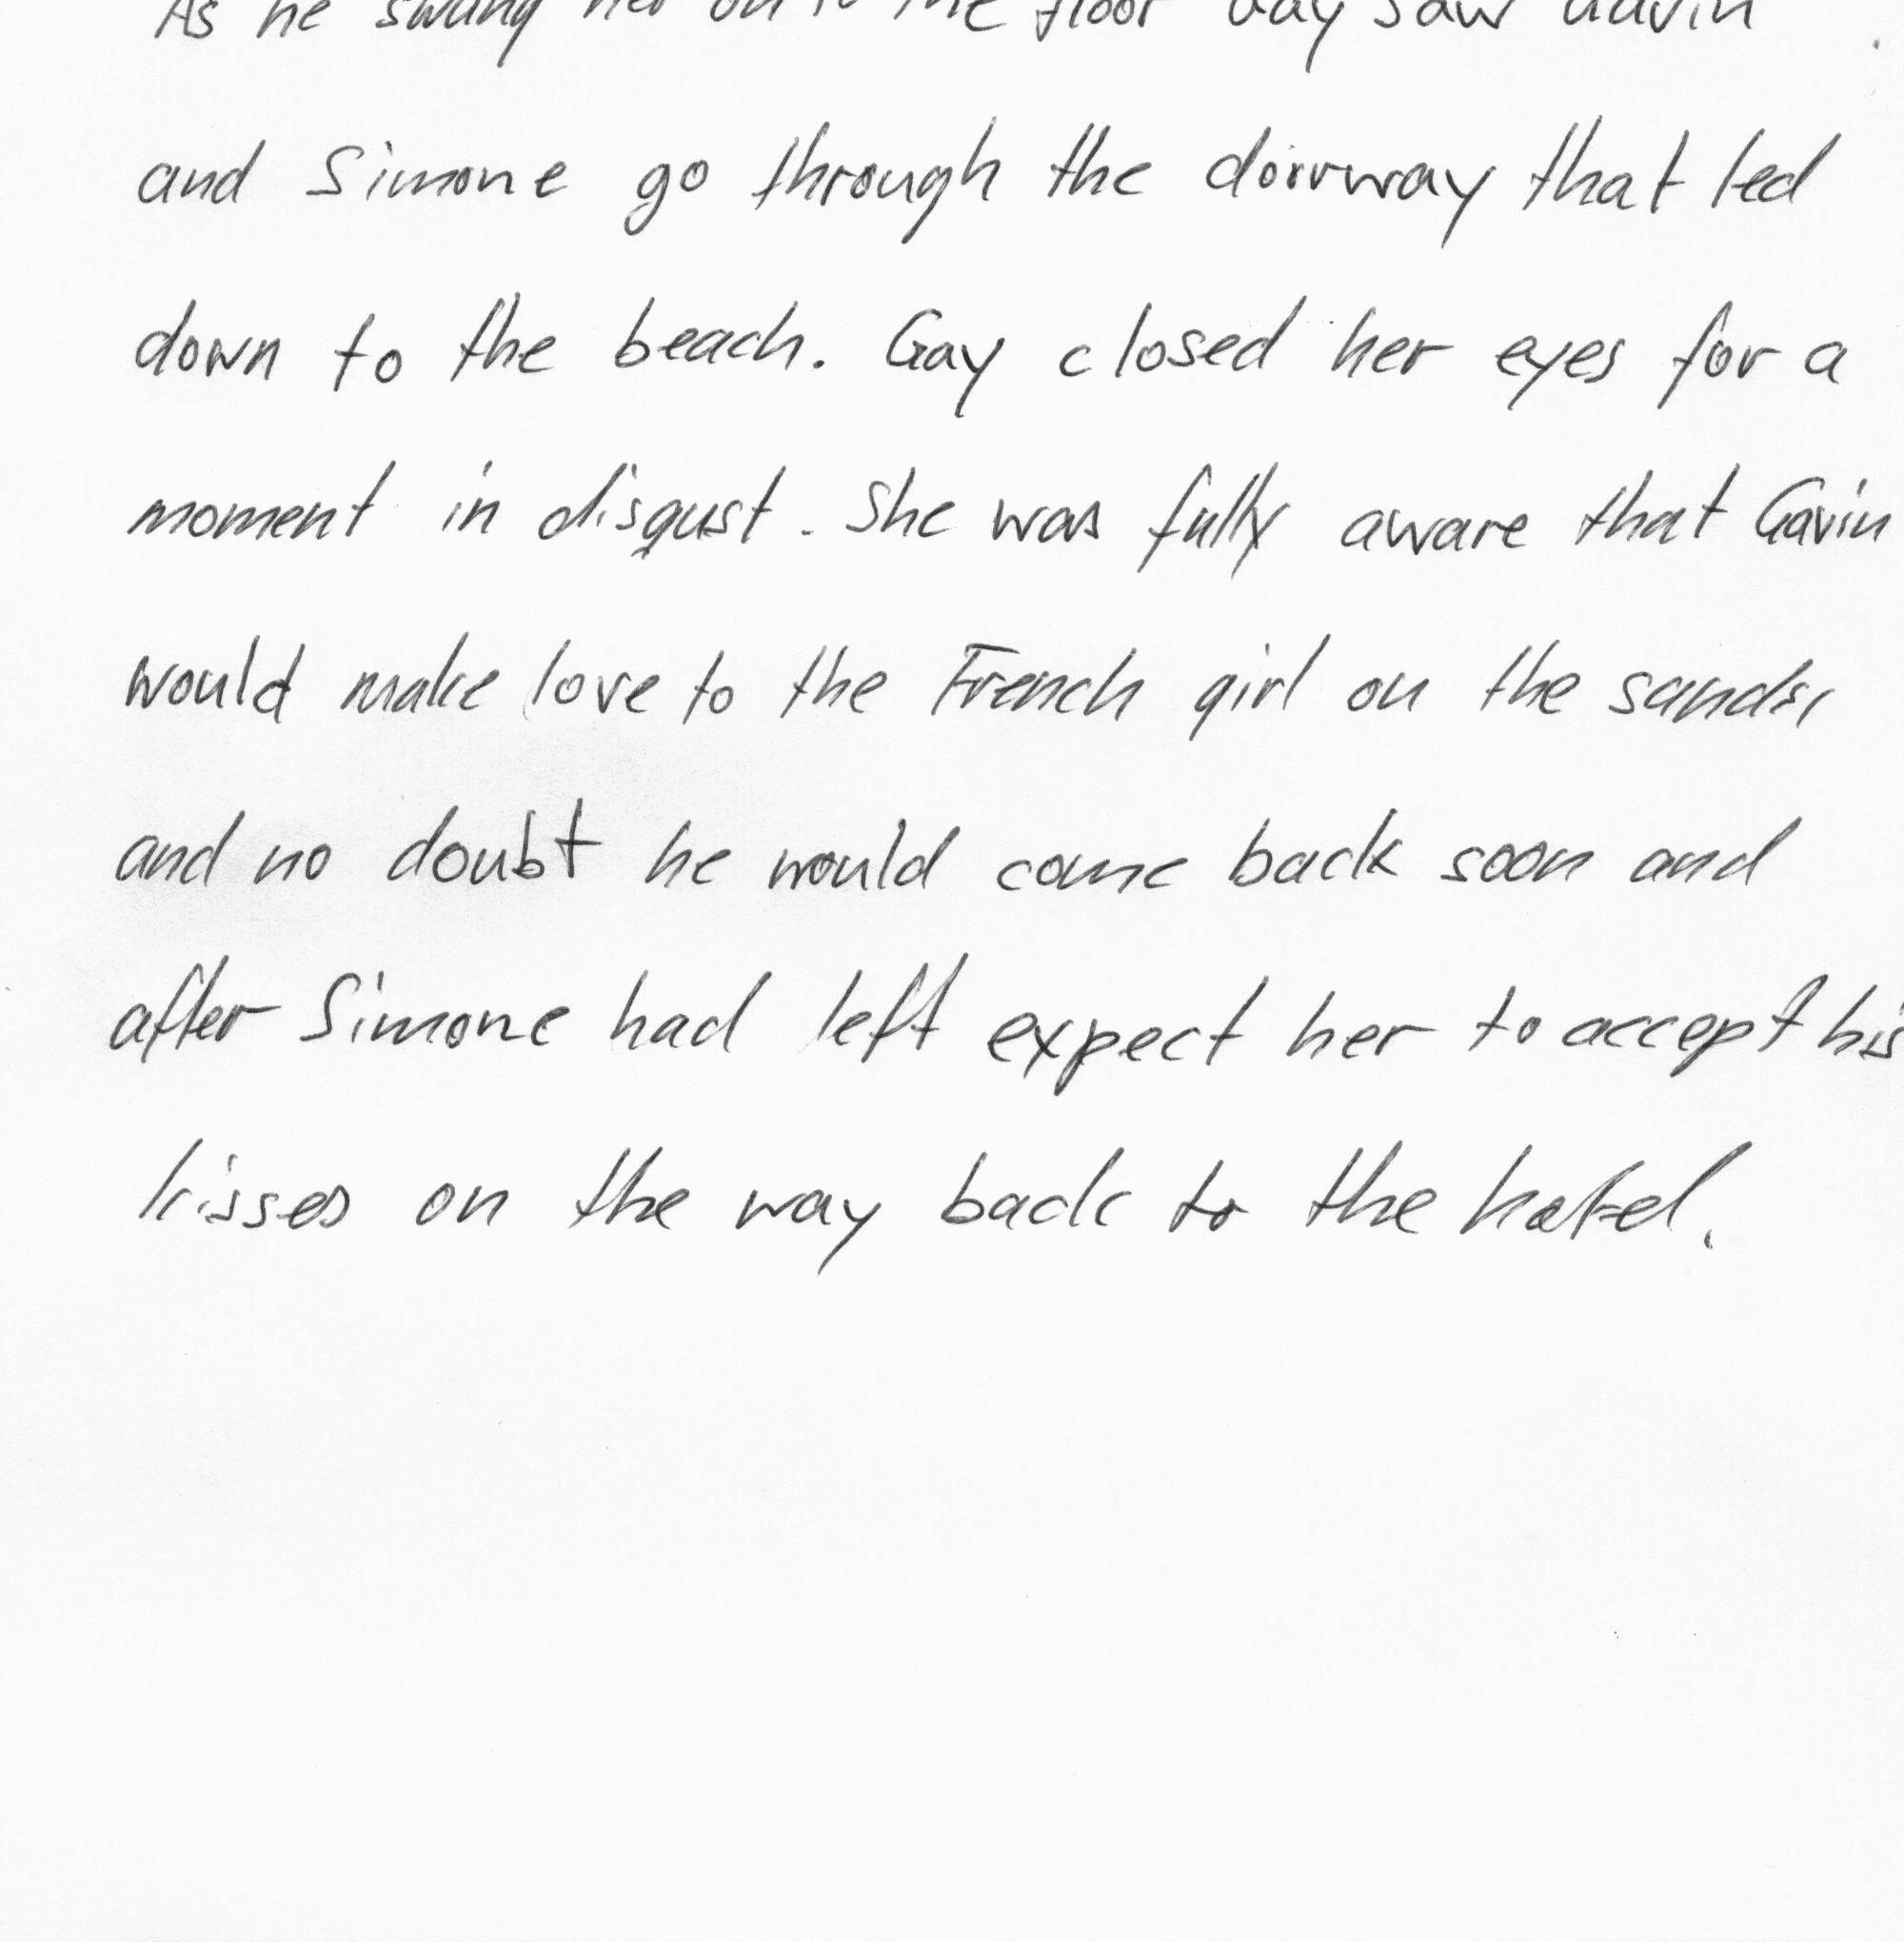 As he swung her on to the floor Gay saw Gavin
and Simone go through the doorway that led
down to the beach. Gay closed her eyes for a
moment in disgust. She was fully aware that Gavin
would make love to the French girl on the sands,
and no doubt he would come back soon and
after Simone had left expect her to accept his
kisses on the way back to the hotel.